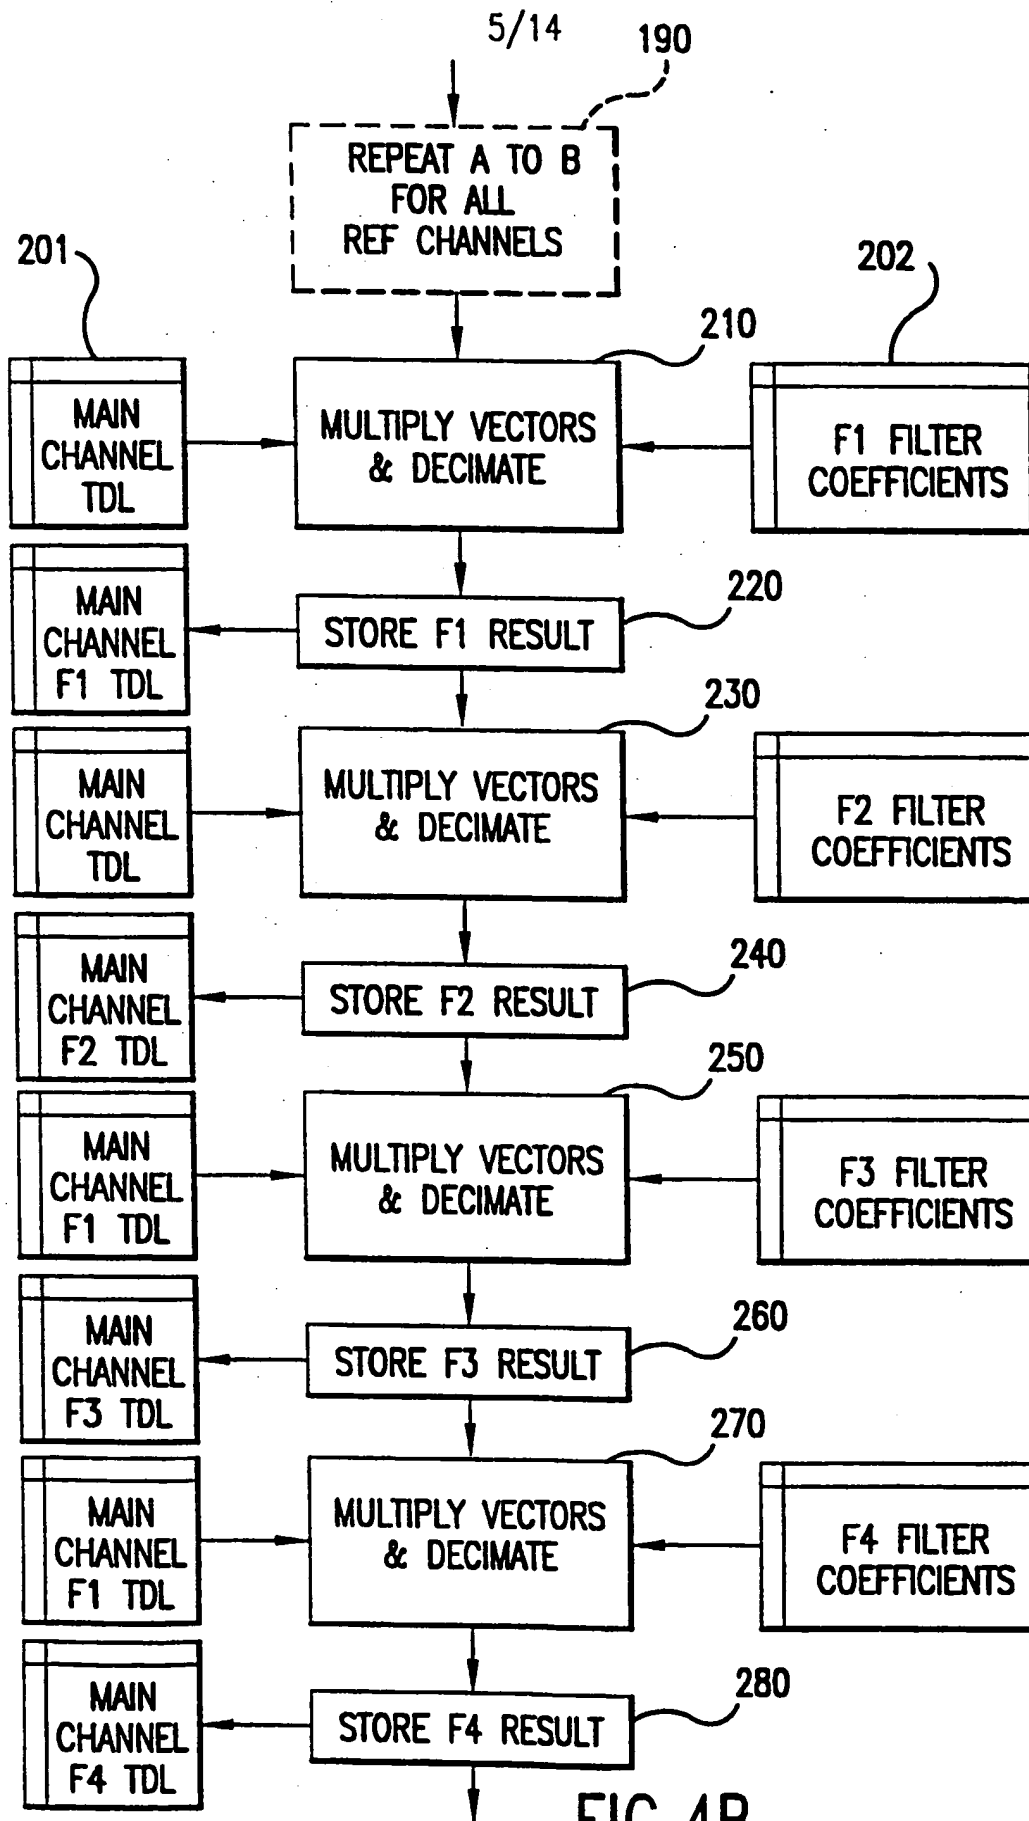 5/14
190
REPEAT A TO B
FOR ALL
REF CHANNELS
201
202
210
MAIN
CHANNEL
TDL
MULTIPLY VECTORS
& DECIMATE
F1 FILTER
COEFFICIENTS
220
MAIN
CHANNEL
F1 TDL
STORE F1 RESULT
230
MAIN
CHANNEL
TDL
MULTIPLY VECTORS
& DECIMATE
F2 FILTER
COEFFICIENTS
240
MAIN
CHANNEL
F2 TDL
STORE F2 RESULT
250
MAIN
CHANNEL
F1 TDL
MULTIPLY VECTORS
& DECIMATE
F3 FILTER
COEFFICIENTS
260
MAIN
CHANNEL
F3 TDL
STORE F3 RESULT
270
MAIN
CHANNEL
F1 TDL
MULTIPLY VECTORS
& DECIMATE
F4 FILTER
COEFFICIENTS
280
MAIN
CHANNEL
F4 TDL
STORE F4 RESULT
FIG.4B